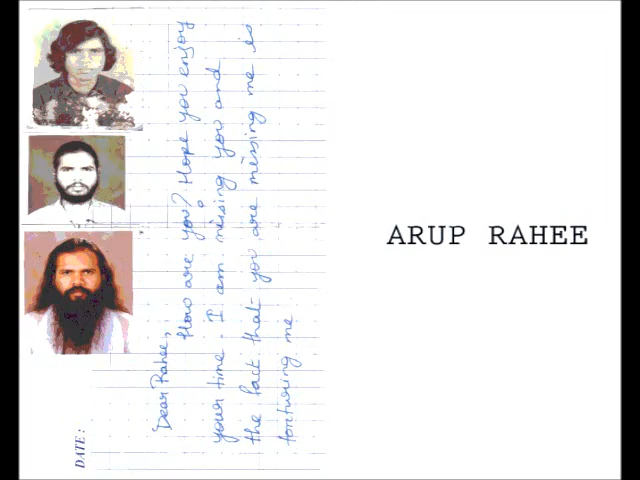 DATE :
Dear Rahee,
How are you? Hope you enjoy
your time. I am missing you and
the fact that you are missing me is
torturing me
ARUP RAHEE